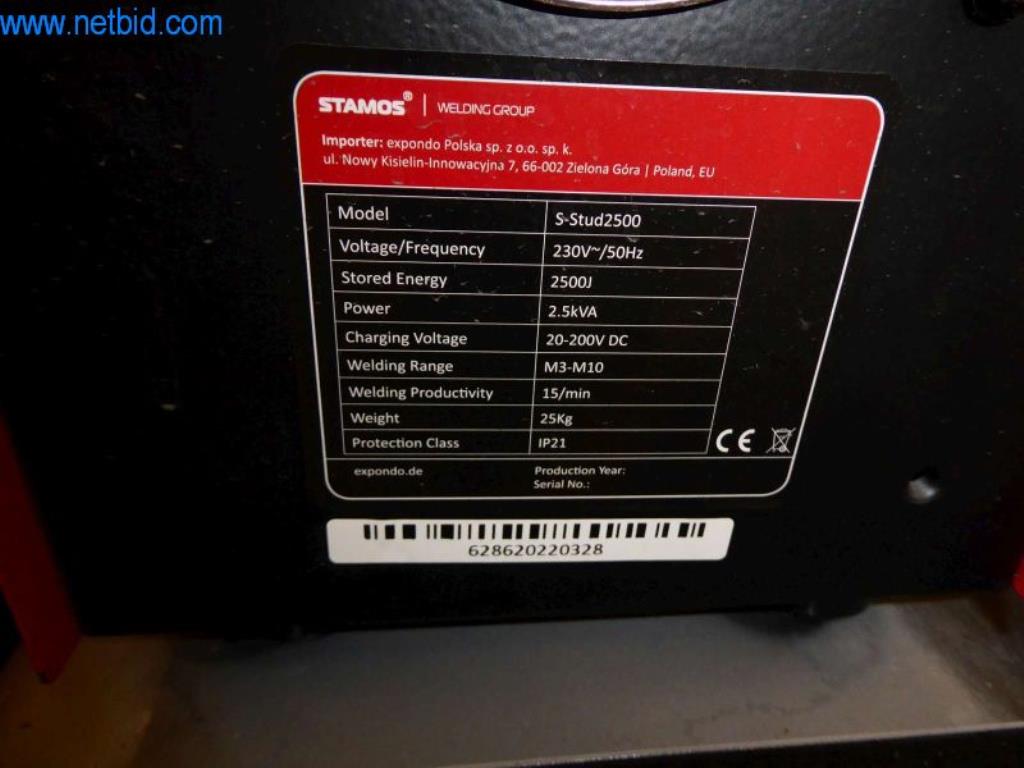 www.netbid.com
STAMOS® | WELDING GROUP
Importer: expondo Polska sp. z o.o. sp. k.
ul. Nowy Kisielin-Innowacyjna 7, 66-002 Zielona Góra | Poland, EU
Model S-Stud2500
Voltage/Frequency 230V~/50Hz
Stored Energy 2500J
Power 2.5kVA
Charging Voltage 20-200V DC
Welding Range M3-M10
Welding Productivity 15/min
Weight 25Kg
Protection Class IP21
CE
expondo.de Production Year:
Serial No.:
628620220328